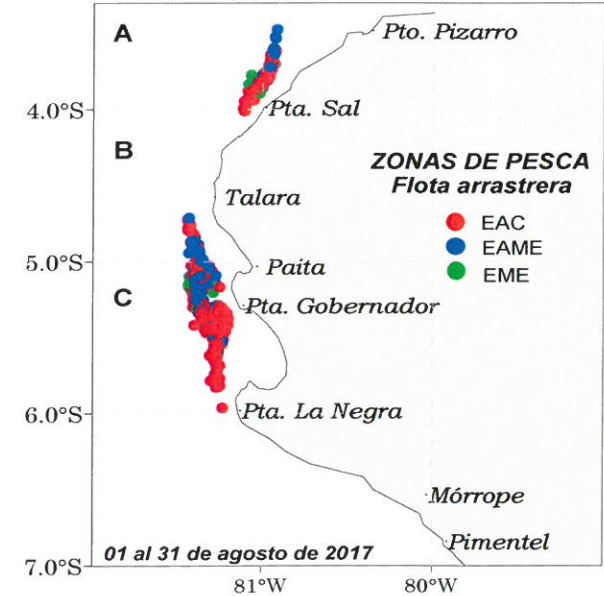 A
Pto. Pizarro
4.0°S
Pta. Sal
B
ZONAS DE PESCA
Flota arrastrera
Talara
EAC
EAME
5.0°S
Paita
EME
C
Pta. Gobernador
6.0°S
Pta. La Negra
Mórrope
Pimentel
01 al 31 de agosto de 2017
7.0°S
81°W
80°W